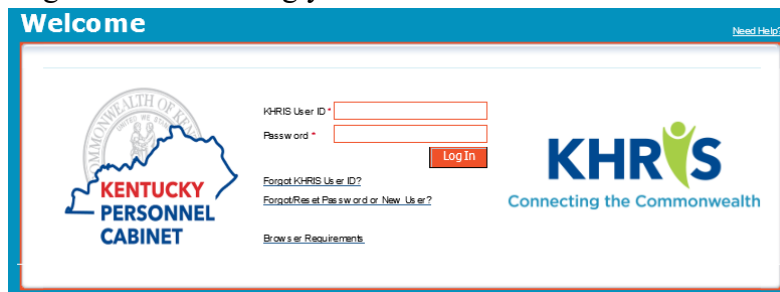 Welcome
Need Help?
KHRIS User ID *
Password *
Log In
Forgot KHRIS User ID?
Forgot/Reset Password or New User?
Browser Requirements
KENTUCKY
PERSONNEL
CABINET
KHRIS
Connecting the Commonwealth